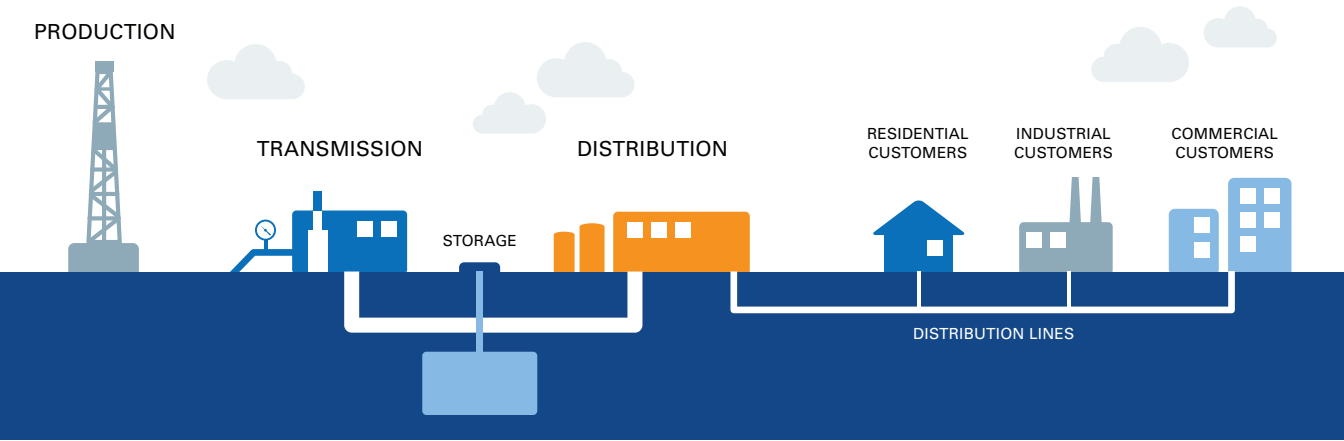 PRODUCTION
TRANSMISSION
STORAGE
DISTRIBUTION
RESIDENTIAL
CUSTOMERS
INDUSTRIAL
CUSTOMERS
COMMERCIAL
CUSTOMERS
DISTRIBUTION LINES